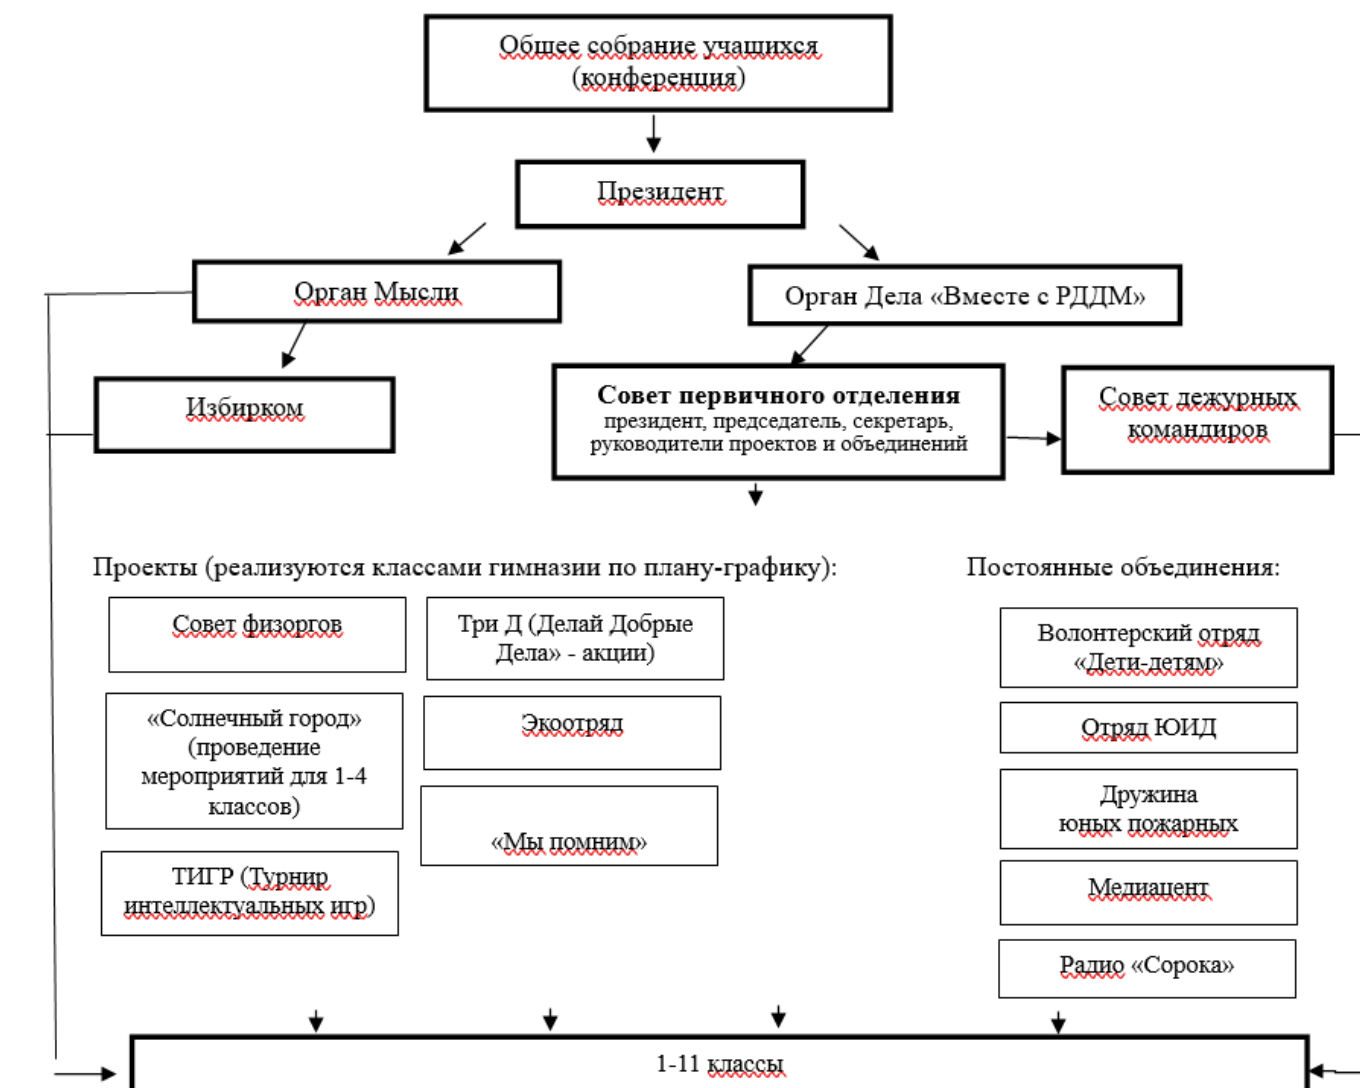 Общее собрание учащихся
(конференция)
Президент
Орган Мысли
Орган Дела «Вместе с РДДМ»
Избирком
Совет первичного отделения
президент, председатель, секретарь,
руководители проектов и объединений
Совет дежурных
командиров
Проекты (реализуются классами гимназии по плану-графику):
Постоянные объединения:
Совет физоргов
Три Д (Делай Добрые
Дела» - акции)
«Солнечный город»
(проведение
мероприятий для 1-4
классов)
Экоотряд
«Мы помним»
ТИГР (Турнир
интеллектуальных игр)
Волонтерский отряд
«Дети-детям»
Отряд ЮИД
Дружина
юных пожарных
Медиацент
Радио «Сорока»
1-11 классы